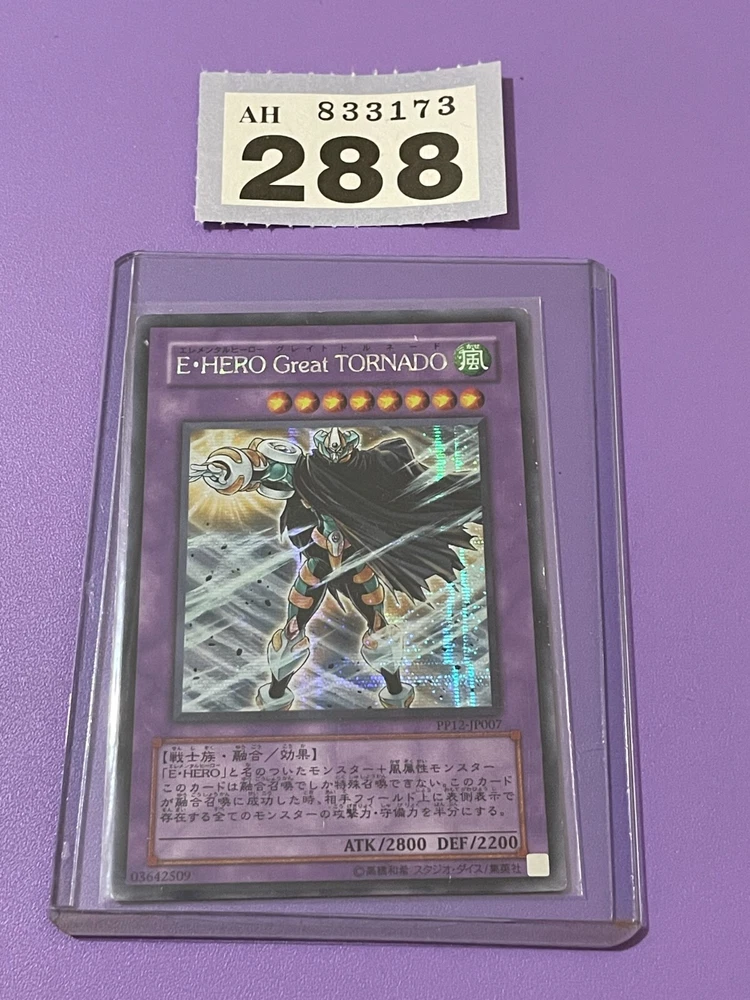 AH 833173
288
エレメンタルヒーロー グレイトトルネード
E・HERO Great TORNADO
風
PP12-JP007
【戦士族・融合／効果】
「E・HERO」と名のついたモンスター＋風属性モンスター
このカードは融合召喚でしか特殊召喚できない。このカード
が融合召喚に成功した時、相手フィールド上に表側表示で
存在する全てのモンスターの攻撃力・守備力を半分にする。
ATK/2800 DEF/2200
03642509
©高橋和希 スタジオ・ダイス/集英社